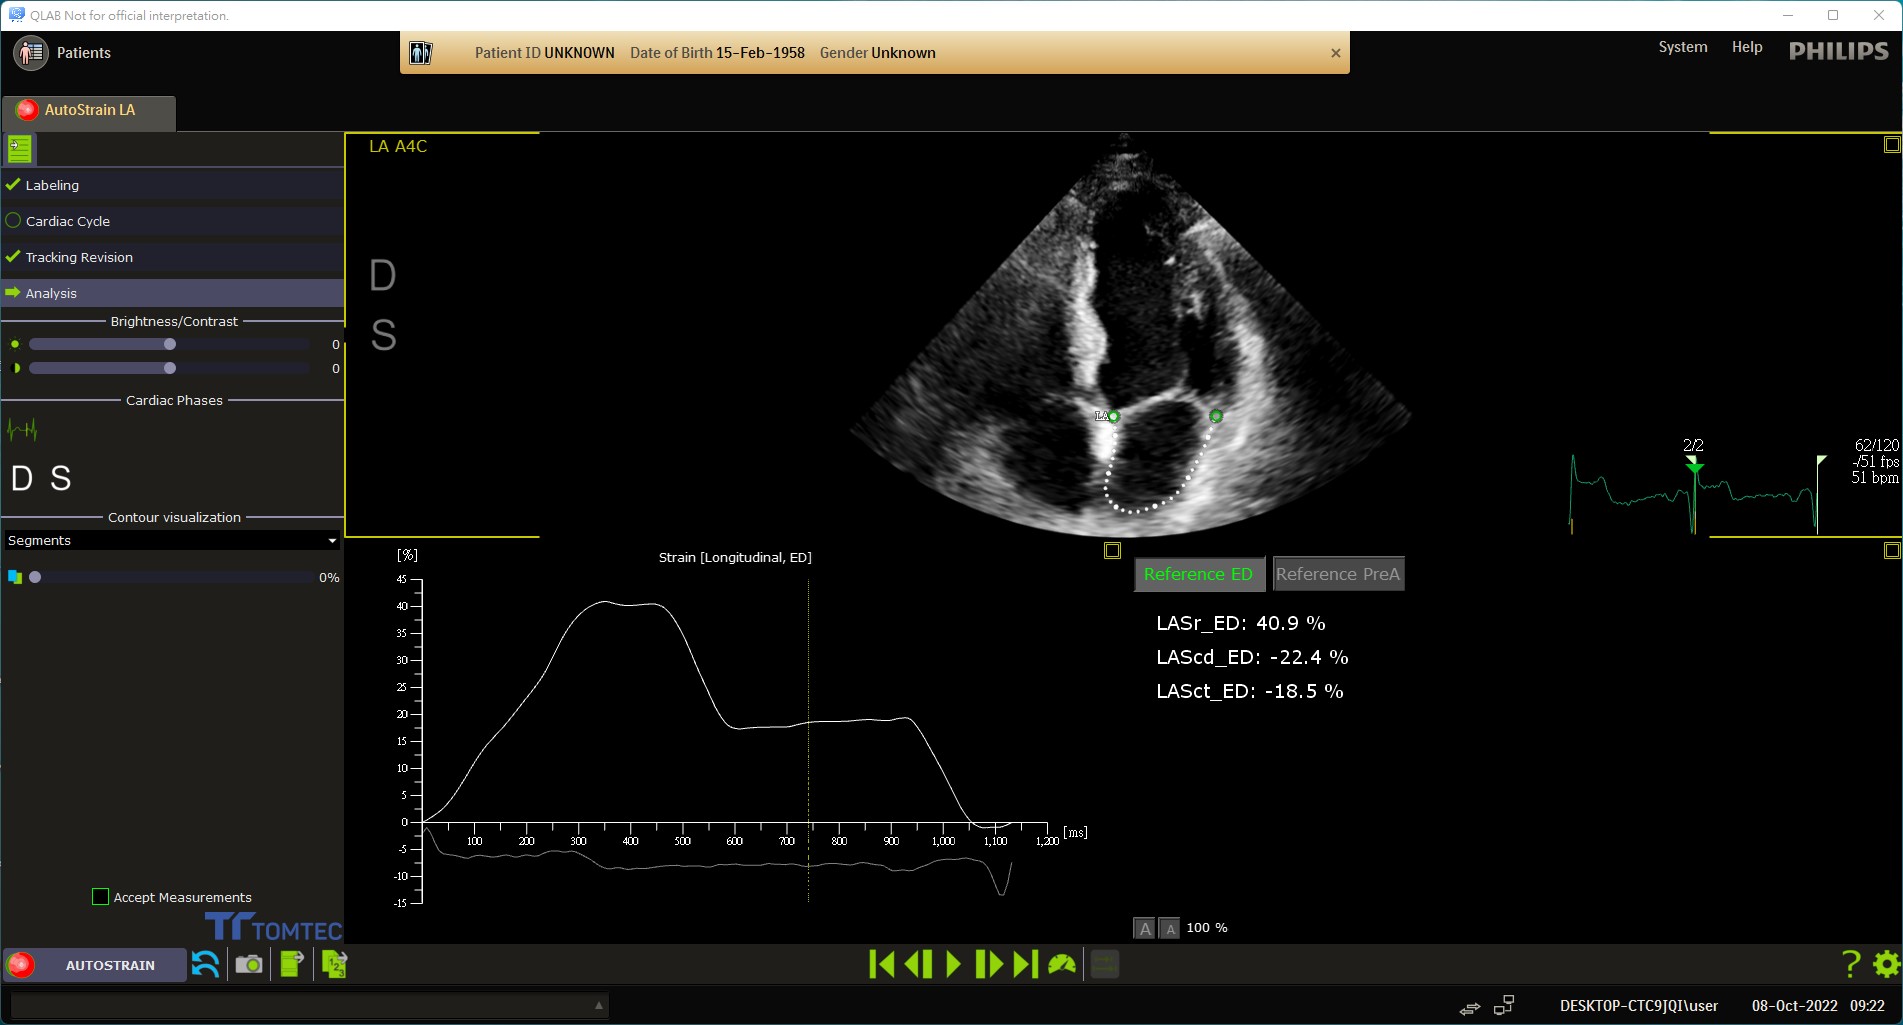 QLAB Not for official interpretation.
Patients
Patient ID UNKNOWN Date of Birth 15-Feb-1958 Gender Unknown
System Help PHILIPS
AutoStrain LA
Labeling
Cardiac Cycle
Tracking Revision
Analysis
Brightness/Contrast
0
0
Cardiac Phases
D S
Contour visualization
Segments
0%
Accept Measurements
TOMTEC
AUTOSTRAIN
LA A4C
D
S
LA
2/2
62/120
-/51 fps
51 bpm
[%]
Strain [Longitudinal, ED]
45
40
35
30
25
20
15
10
5
0
-5
-10
-15
100 200 300 400 500 600 700 800 900 1,000 1,100 1,200 [ms]
Reference ED Reference PreA
LASr_ED: 40.9 %
LAScd_ED: -22.4 %
LASct_ED: -18.5 %
A A 100 %
123
?
DESKTOP-CTC9JQI\user 08-Oct-2022 09:22